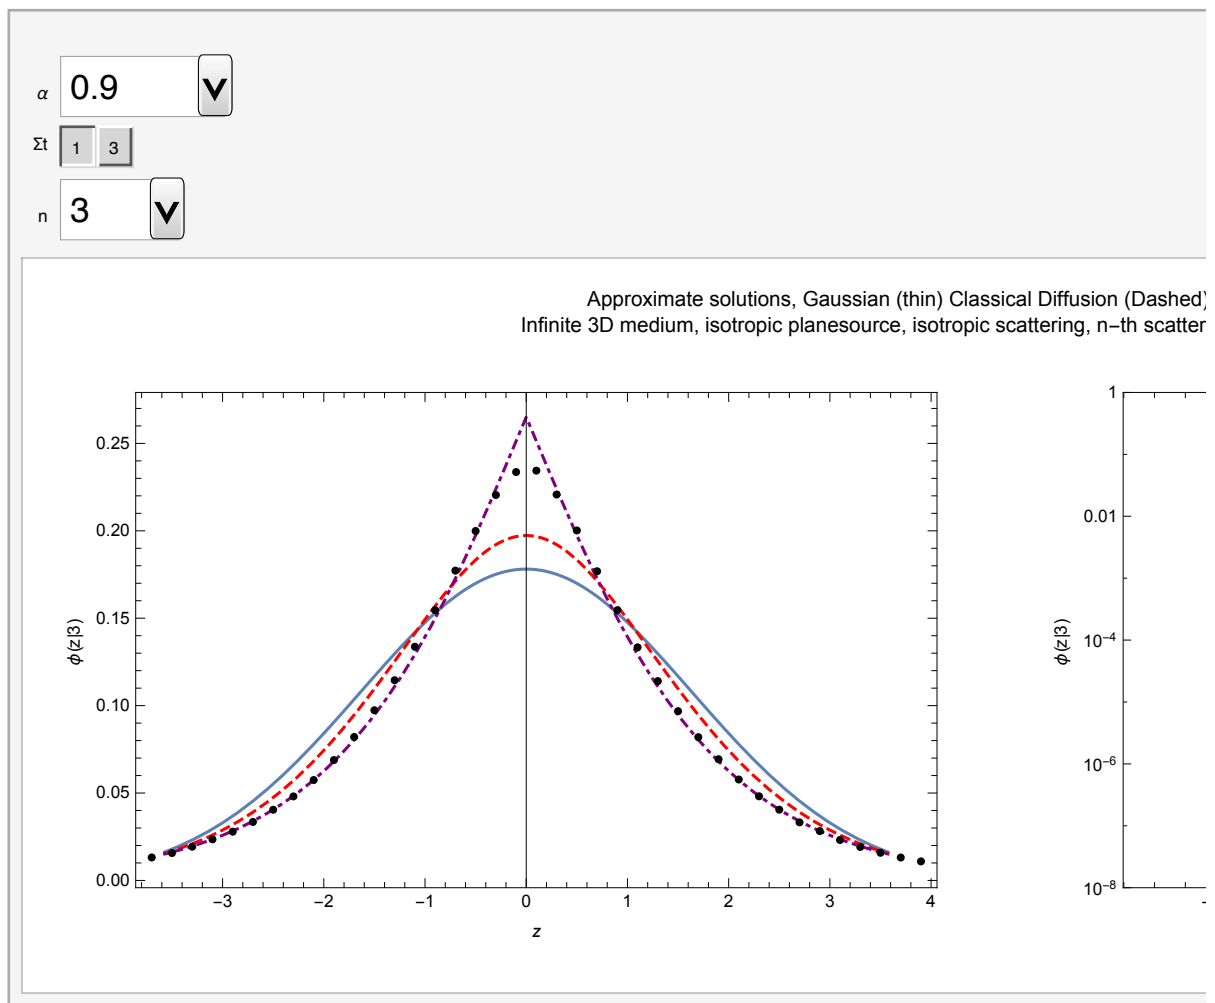 α 0.9
Σt 1 3
n 3
Approximate solutions, Gaussian (thin) Classical Diffusion (Dashed)
Infinite 3D medium, isotropic planesource, isotropic scattering, n−th scatter
0.25
0.20
0.15
0.10
0.05
0.00
ϕ(z|3)
−3 −2 −1 0 1 2 3 4
z
1
0.01
10⁻⁴
10⁻⁶
10⁻⁸
ϕ(z|3)